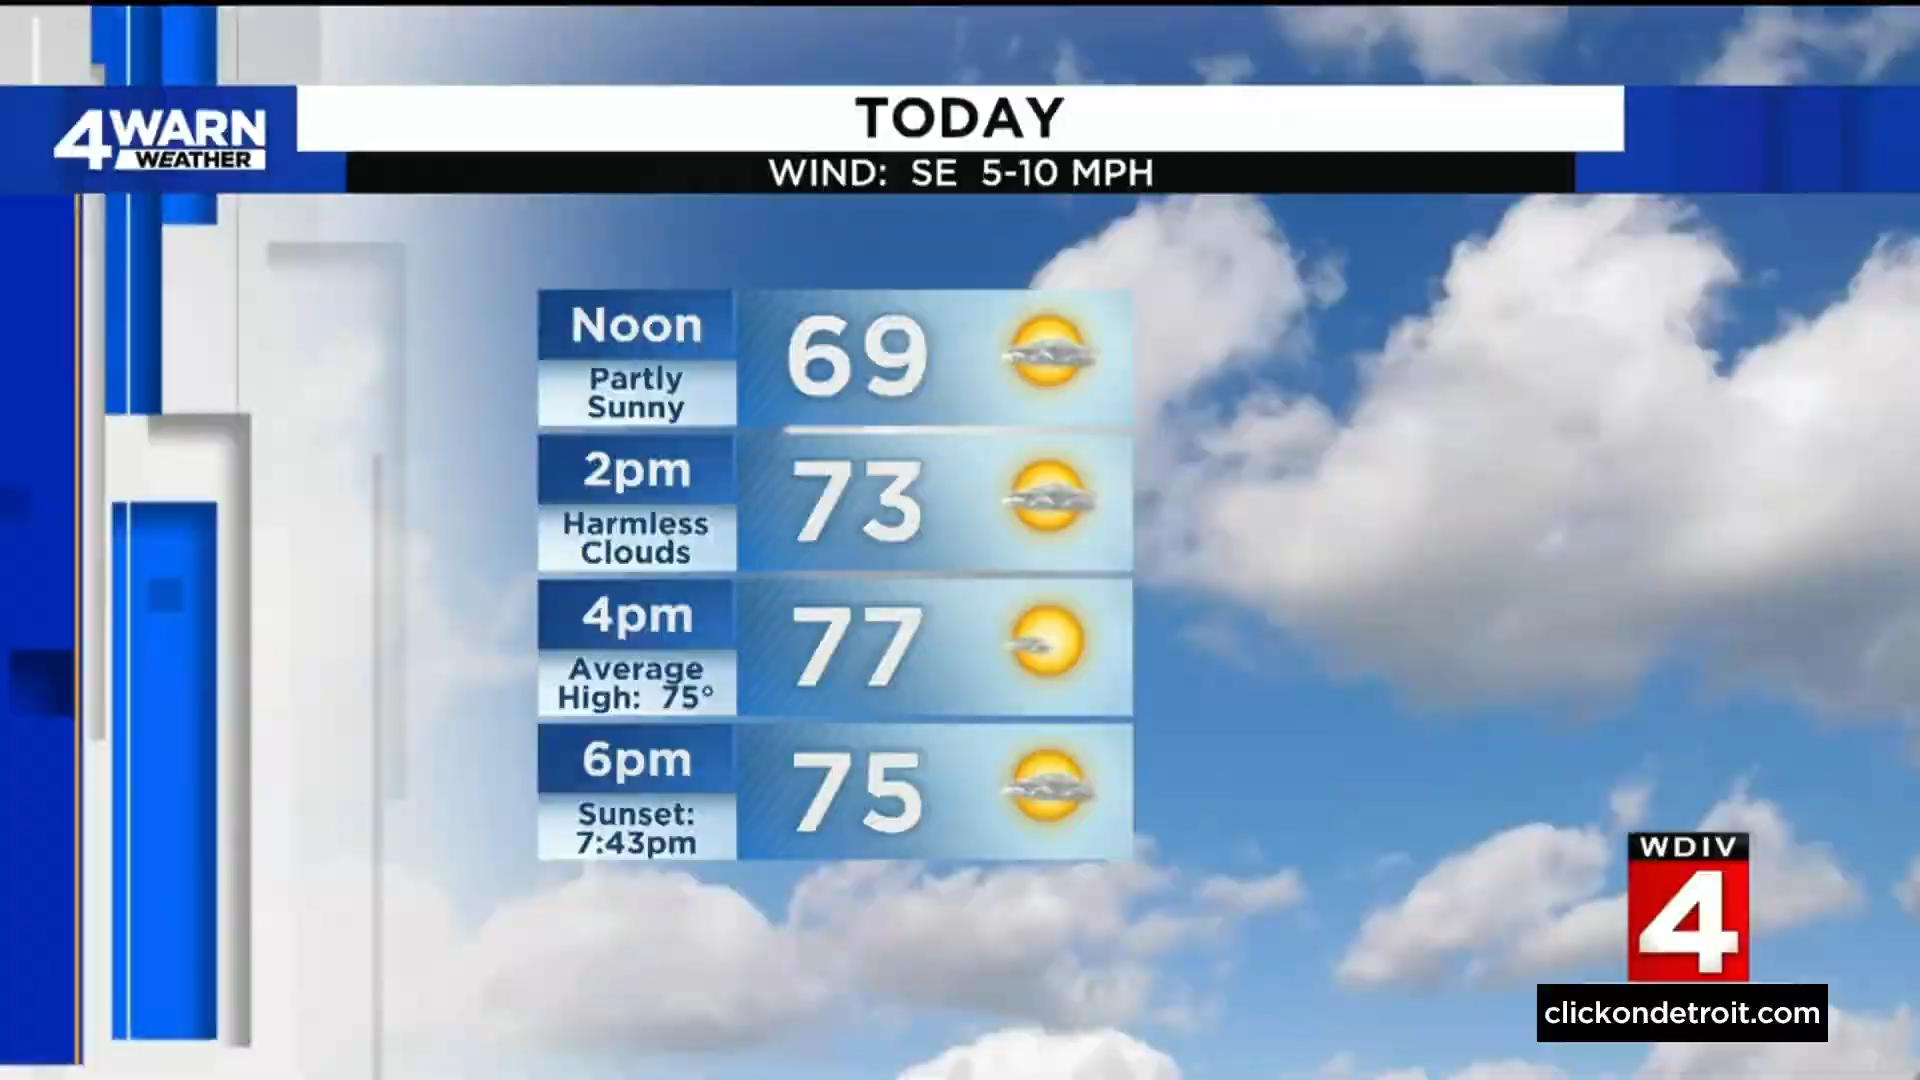 TODAY
4WARN
WEATHER
WIND: SE 5-10 MPH
Noon
69
Partly
Sunny
2pm
73
Harmless
Clouds
4pm
77
Average
High: 75°
6pm
75
Sunset:
7:43pm
WDIV
4
clickondetroit.com